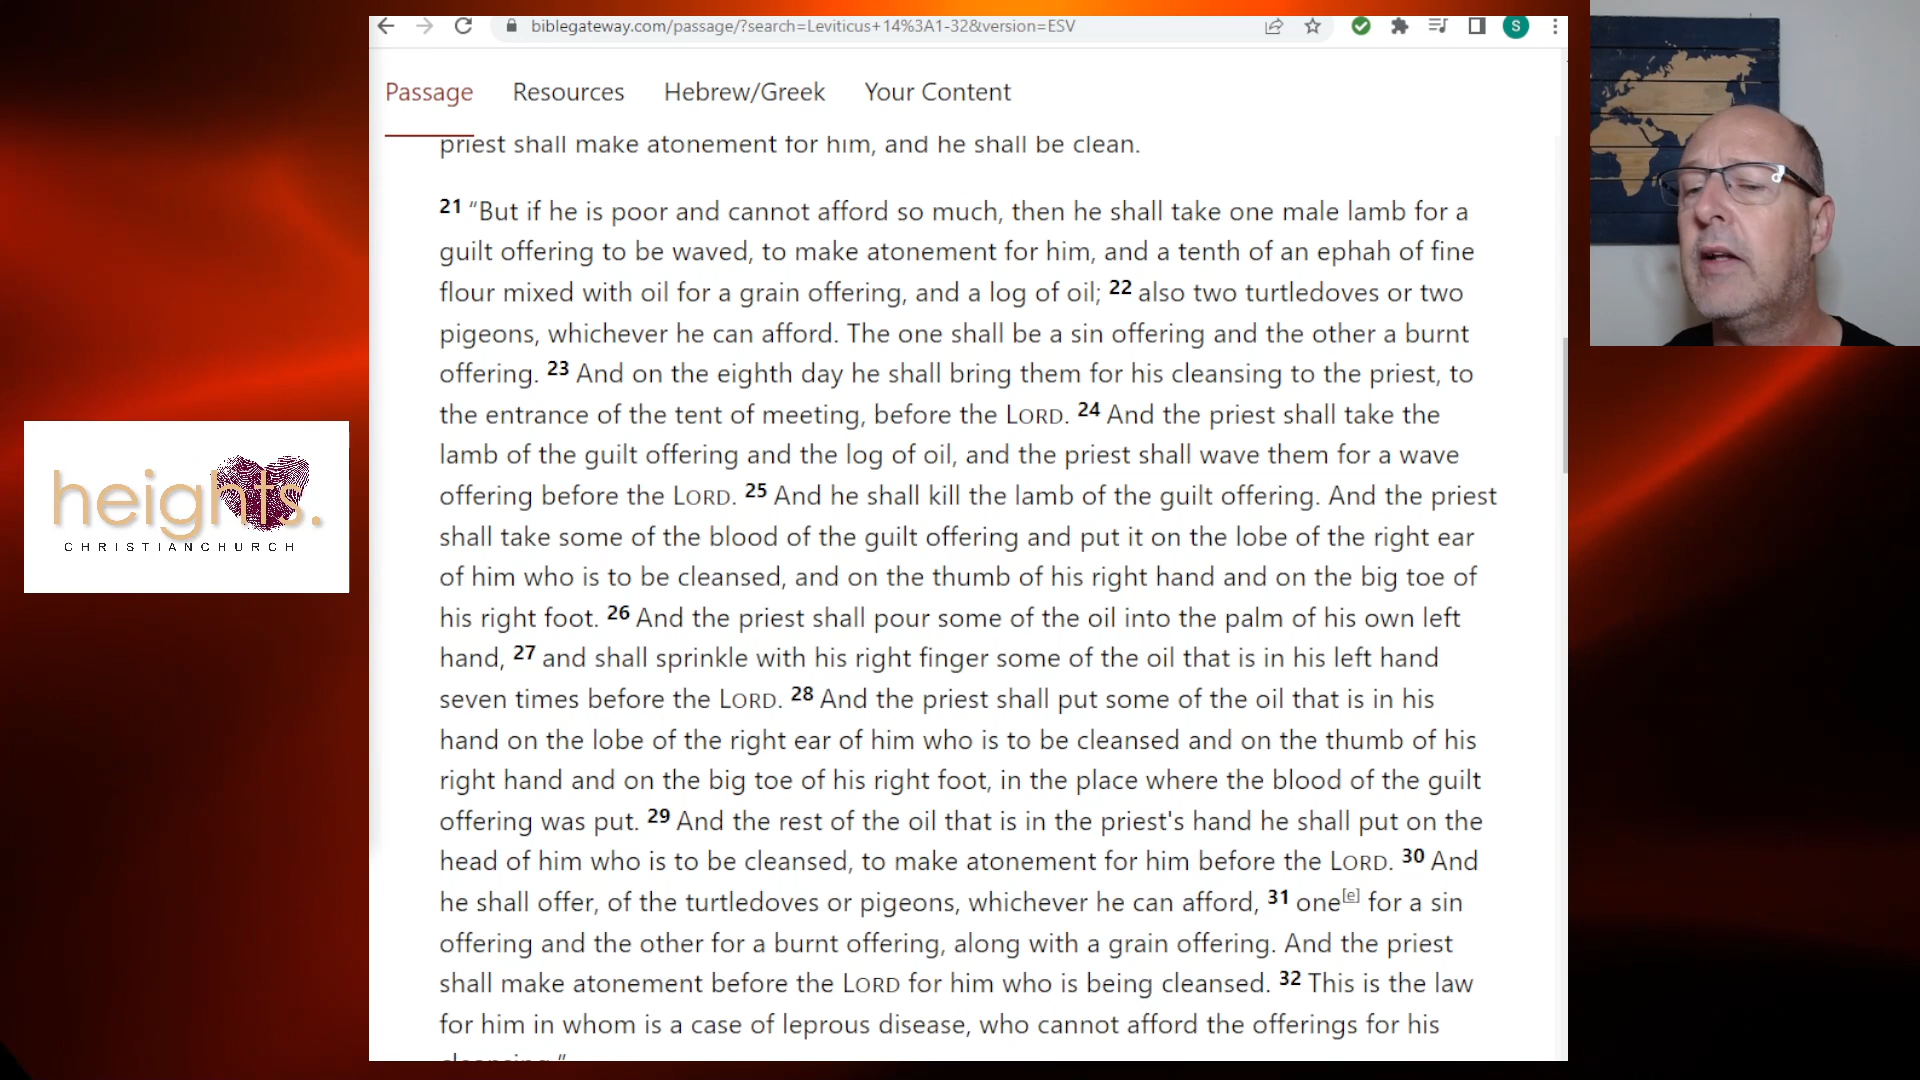 biblegateway.com/passage/?search=Leviticus+14%3A1-32&version=ESV
S
Passage Resources Hebrew/Greek Your Content
priest shall make atonement for him, and he shall be clean.
21 “But if he is poor and cannot afford so much, then he shall take one male lamb for a
guilt offering to be waved, to make atonement for him, and a tenth of an ephah of fine
flour mixed with oil for a grain offering, and a log of oil; 22 also two turtledoves or two
pigeons, whichever he can afford. The one shall be a sin offering and the other a burnt
offering. 23 And on the eighth day he shall bring them for his cleansing to the priest, to
the entrance of the tent of meeting, before the LORD. 24 And the priest shall take the
lamb of the guilt offering and the log of oil, and the priest shall wave them for a wave
offering before the LORD. 25 And he shall kill the lamb of the guilt offering. And the priest
shall take some of the blood of the guilt offering and put it on the lobe of the right ear
of him who is to be cleansed, and on the thumb of his right hand and on the big toe of
his right foot. 26 And the priest shall pour some of the oil into the palm of his own left
hand, 27 and shall sprinkle with his right finger some of the oil that is in his left hand
seven times before the LORD. 28 And the priest shall put some of the oil that is in his
hand on the lobe of the right ear of him who is to be cleansed and on the thumb of his
right hand and on the big toe of his right foot, in the place where the blood of the guilt
offering was put. 29 And the rest of the oil that is in the priest's hand he shall put on the
head of him who is to be cleansed, to make atonement for him before the LORD. 30 And
he shall offer, of the turtledoves or pigeons, whichever he can afford, 31 one[e] for a sin
offering and the other for a burnt offering, along with a grain offering. And the priest
shall make atonement before the LORD for him who is being cleansed. 32 This is the law
for him in whom is a case of leprous disease, who cannot afford the offerings for his
heights.
CHRISTIANCHURCH